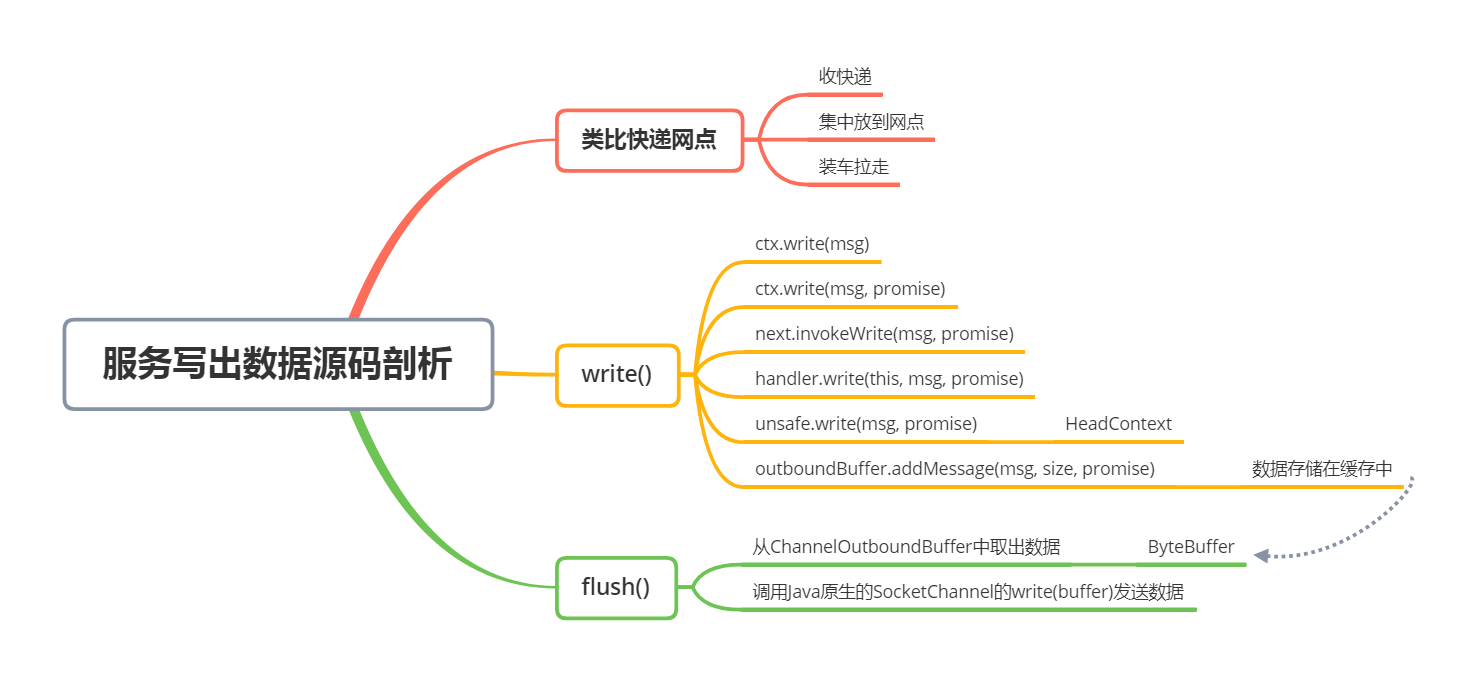 服务写出数据源码剖析
类比快递网点
收快递
集中放到网点
装车拉走
write()
ctx.write(msg)
ctx.write(msg, promise)
next.invokeWrite(msg, promise)
handler.write(this, msg, promise)
unsafe.write(msg, promise)
HeadContext
outboundBuffer.addMessage(msg, size, promise)
数据存储在缓存中
flush()
从ChannelOutboundBuffer中取出数据
ByteBuffer
调用Java原生的SocketChannel的write(buffer)发送数据